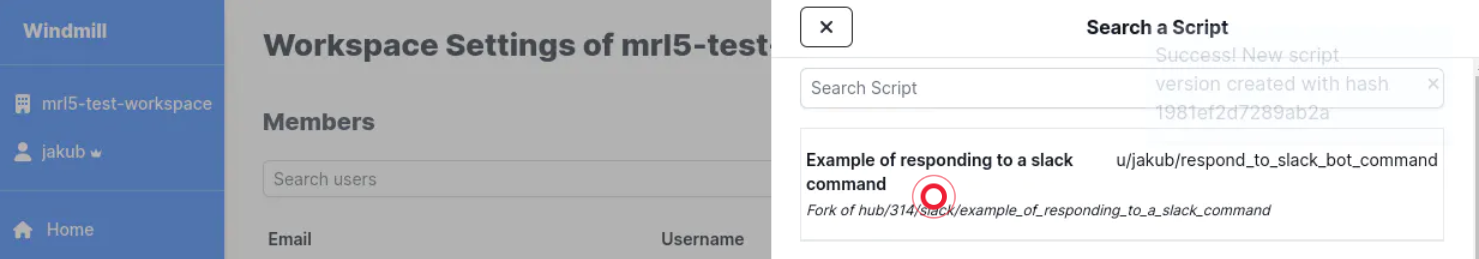 Windmill
mrl5-test-workspace
jakub
Home
Workspace Settings of mrl5-test-
Members
Search users
Email Username
Search a Script
Success! New script
version created with hash
1981ef2d7289ab2a
Search Script
Example of responding to a slack
command
u/jakub/respond_to_slack_bot_command
Fork of hub/314/slack/example_of_responding_to_a_slack_command